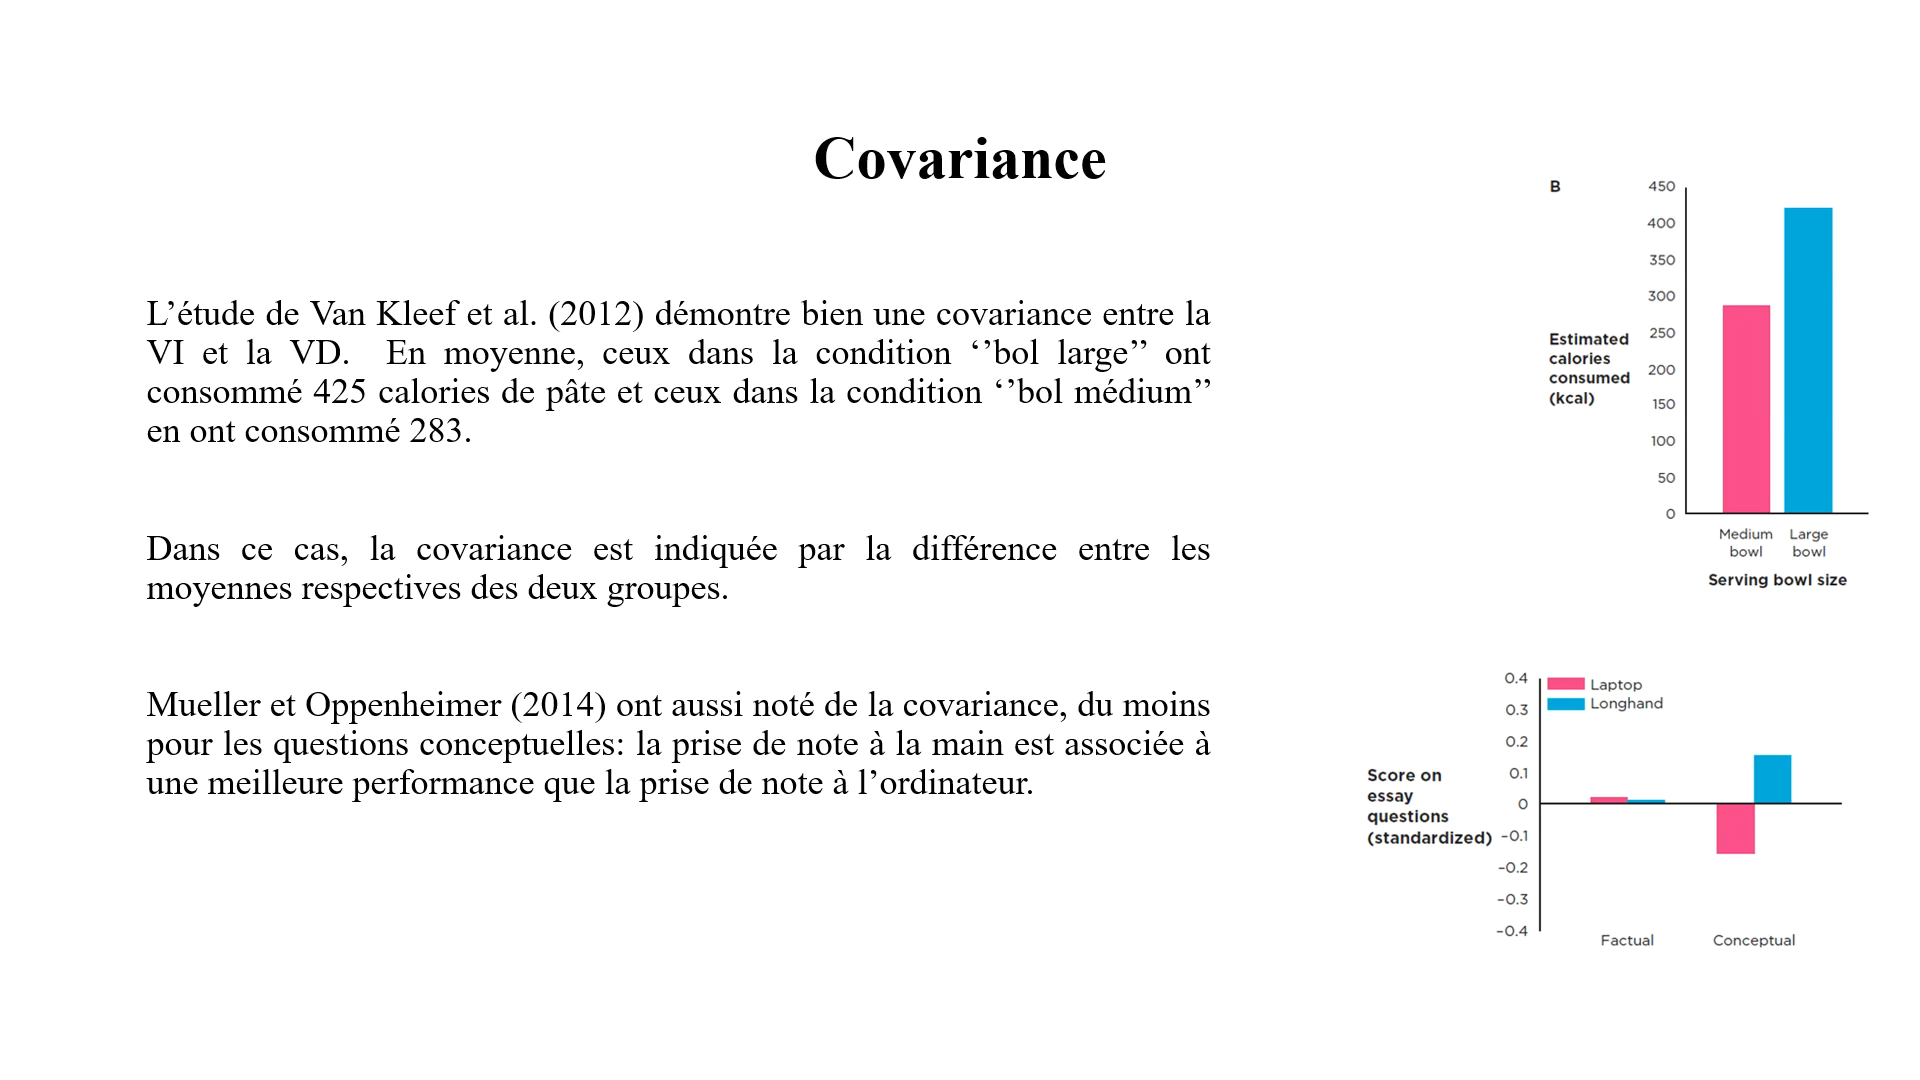 Covariance
L’étude de Van Kleef et al. (2012) démontre bien une covariance entre la
VI et la VD.  En moyenne, ceux dans la condition ‘’bol large’’ ont
consommé 425 calories de pâte et ceux dans la condition ‘’bol médium’’
en ont consommé 283.
Dans ce cas, la covariance est indiquée par la différence entre les
moyennes respectives des deux groupes.
Mueller et Oppenheimer (2014) ont aussi noté de la covariance, du moins
pour les questions conceptuelles: la prise de note à la main est associée à
une meilleure performance que la prise de note à l’ordinateur.
B
450
400
350
300
250
200
150
100
50
0
Estimated
calories
consumed
(kcal)
Medium
bowl
Large
bowl
Serving bowl size
0.4
0.3
0.2
0.1
0
−0.1
−0.2
−0.3
−0.4
Laptop
Longhand
Score on
essay
questions
(standardized)
Factual
Conceptual